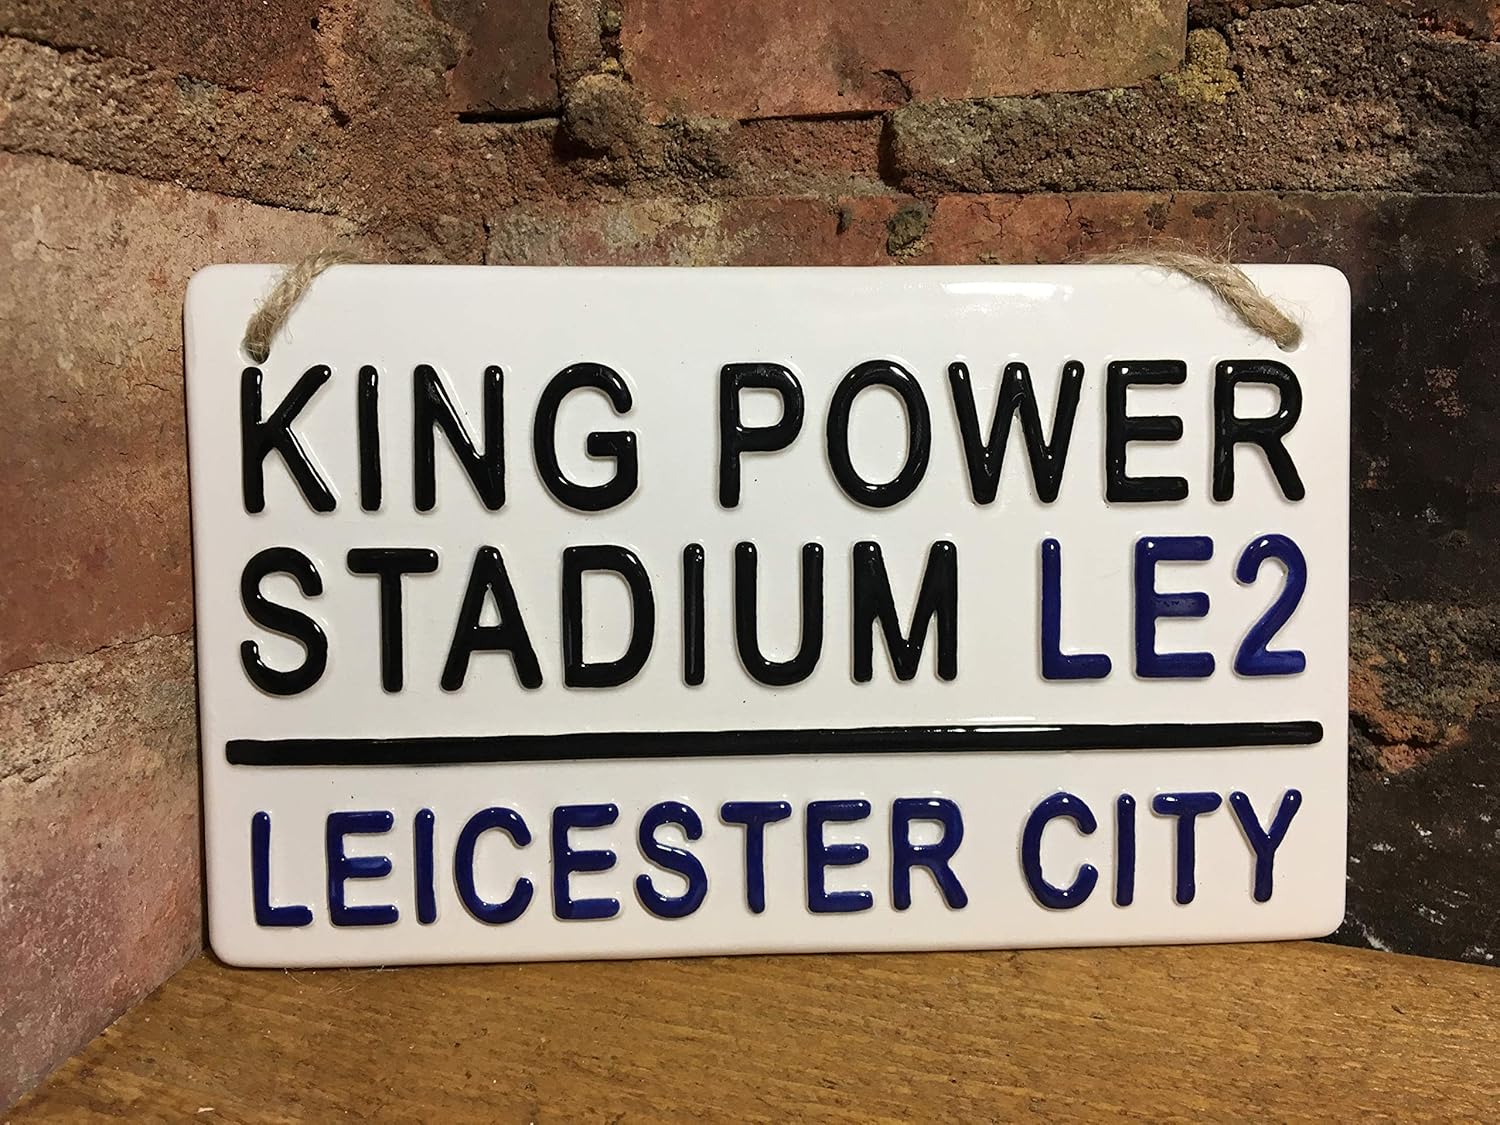 KING POWER
STADIUM LE2
LEICESTER CITY